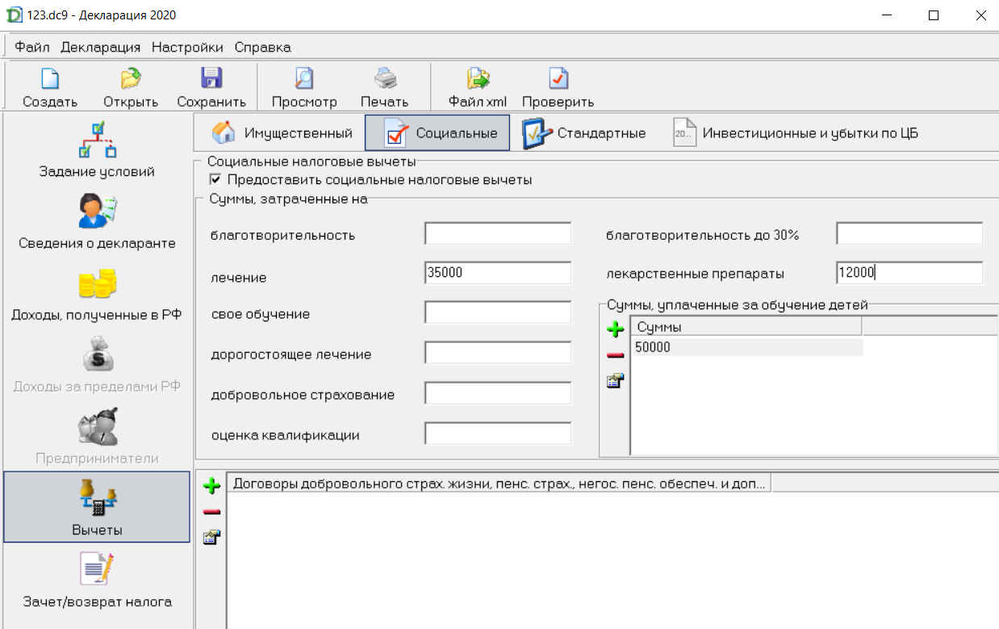 123.dc9 - Декларация 2020
Файл Декларация Настройки Справка
Создать Открыть Сохранить Просмотр Печать Файл xml Проверить
Задание условий
Сведения о декларанте
Доходы, полученные в РФ
Доходы за пределами РФ
Предприниматели
Вычеты
Зачет/возврат налога
Имущественный Социальные Стандартные 20.. Инвестиционные и убытки по ЦБ
Социальные налоговые вычеты
Предоставить социальные налоговые вычеты
Суммы, затраченные на
благотворительность
лечение 35000
свое обучение
дорогостоящее лечение
добровольное страхование
оценка квалификации
благотворительность до 30%
лекарственные препараты 12000
Суммы, уплаченные за обучение детей
Суммы
50000
Договоры добровольного страх. жизни, пенс. страх., негос. пенс. обеспеч. и доп...